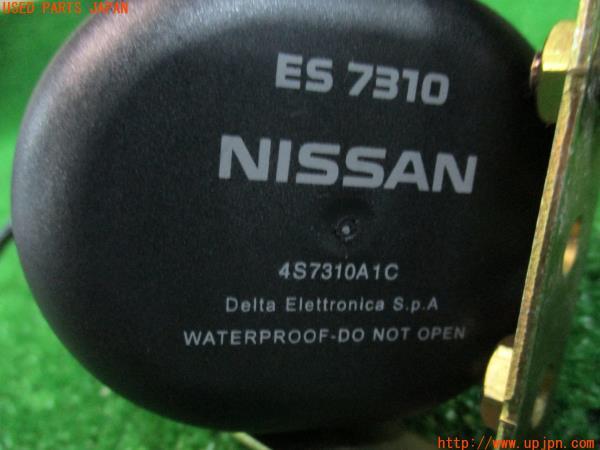 USED PARTS JAPAN
ES 7310
NISSAN
4S7310A1C
Delta Elettronica S.p.A
WATERPROOF-DO NOT OPEN
http://www.upjpn.com/